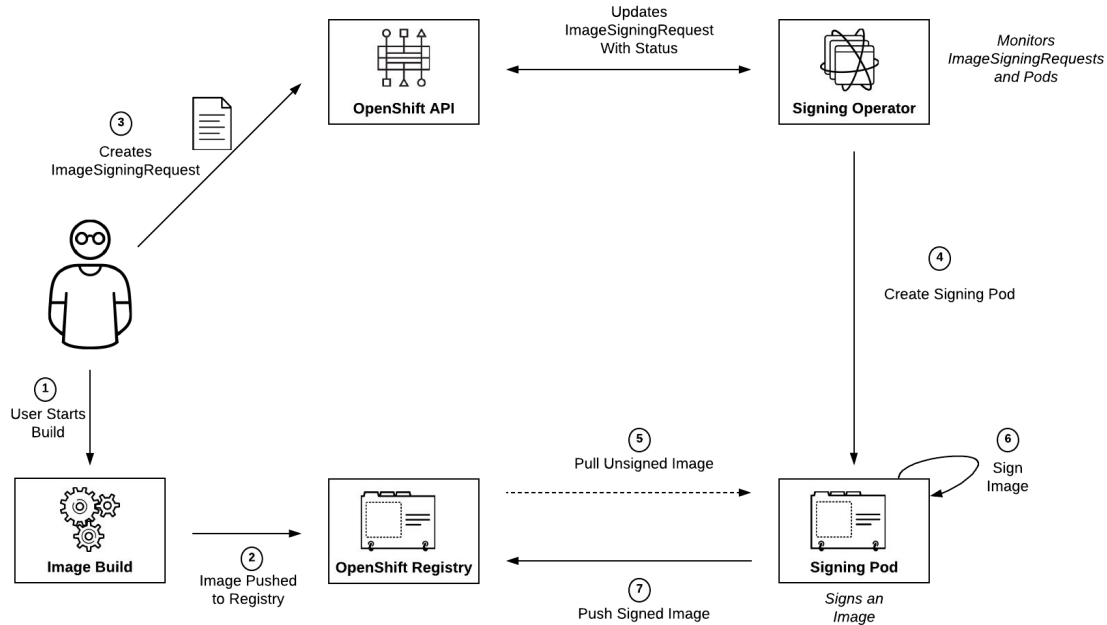 Updates
ImageSigningRequest
With Status
OpenShift API
Signing Operator
Monitors
ImageSigningRequests
and Pods
3
Creates
ImageSigningRequest
4
Create Signing Pod
1
User Starts
Build
5
Pull Unsigned Image
6
Sign
Image
Image Build
2
Image Pushed
to Registry
OpenShift Registry
7
Push Signed Image
Signing Pod
Signs an
Image